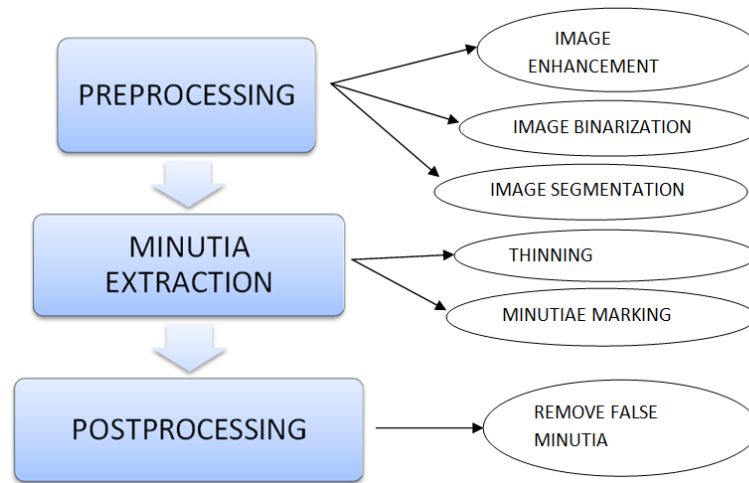 PREPROCESSING
IMAGE
ENHANCEMENT
IMAGE BINARIZATION
IMAGE SEGMENTATION
MINUTIA
EXTRACTION
THINNING
MINUTIAE MARKING
POSTPROCESSING
REMOVE FALSE
MINUTIA